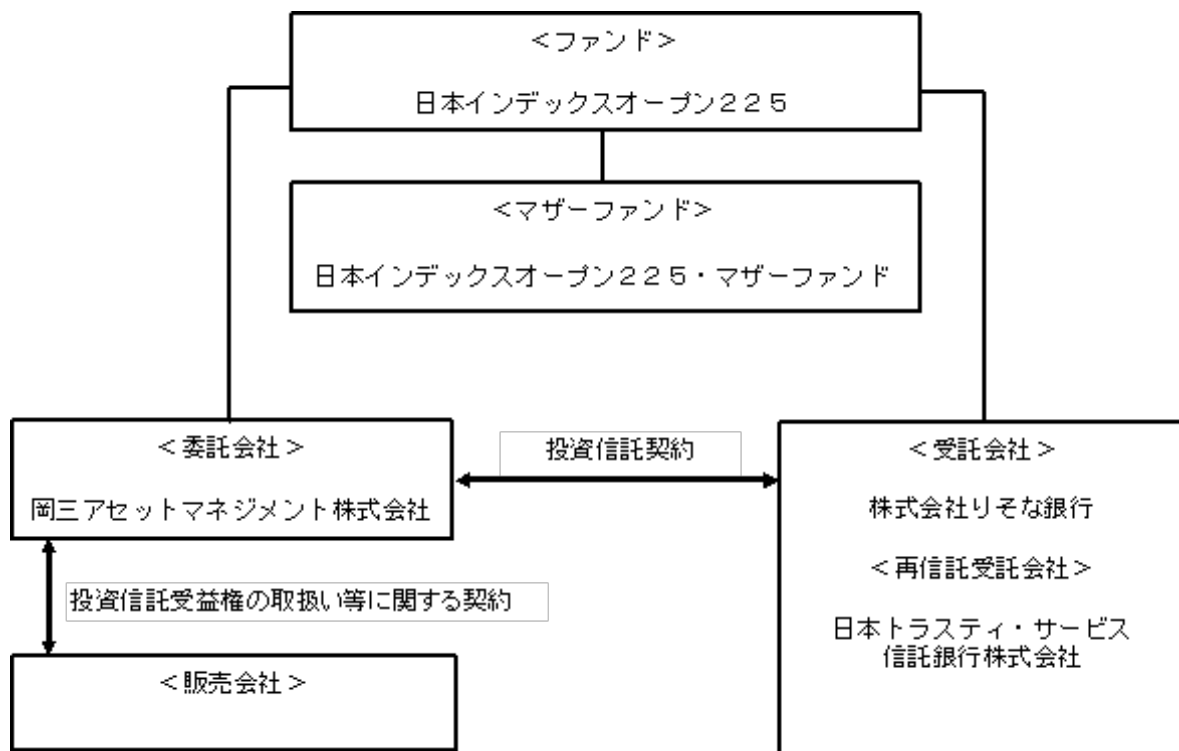 ＜ファンド＞
日本インデックスオープン２２５
＜マザーファンド＞
日本インデックスオープン２２５・マザーファンド
＜委託会社＞
岡三アセットマネジメント株式会社
投資信託契約
＜受託会社＞
株式会社りそな銀行
＜再信託受託会社＞
日本トラスティ・サービス
信託銀行株式会社
投資信託受益権の取扱い等に関する契約
＜販売会社＞